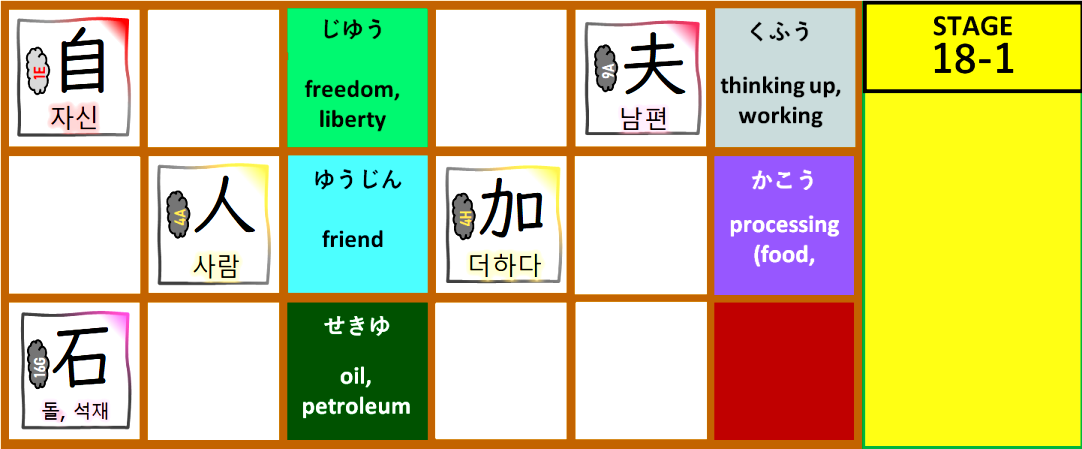 自
1E
자신
じゆう
freedom,
liberty
夫
9A
남편
くふう
thinking up,
working
STAGE
18-1
人
4A
사람
ゆうじん
friend
加
4H
더하다
かこう
processing
(food,
石
16G
돌, 석재
せきゆ
oil,
petroleum